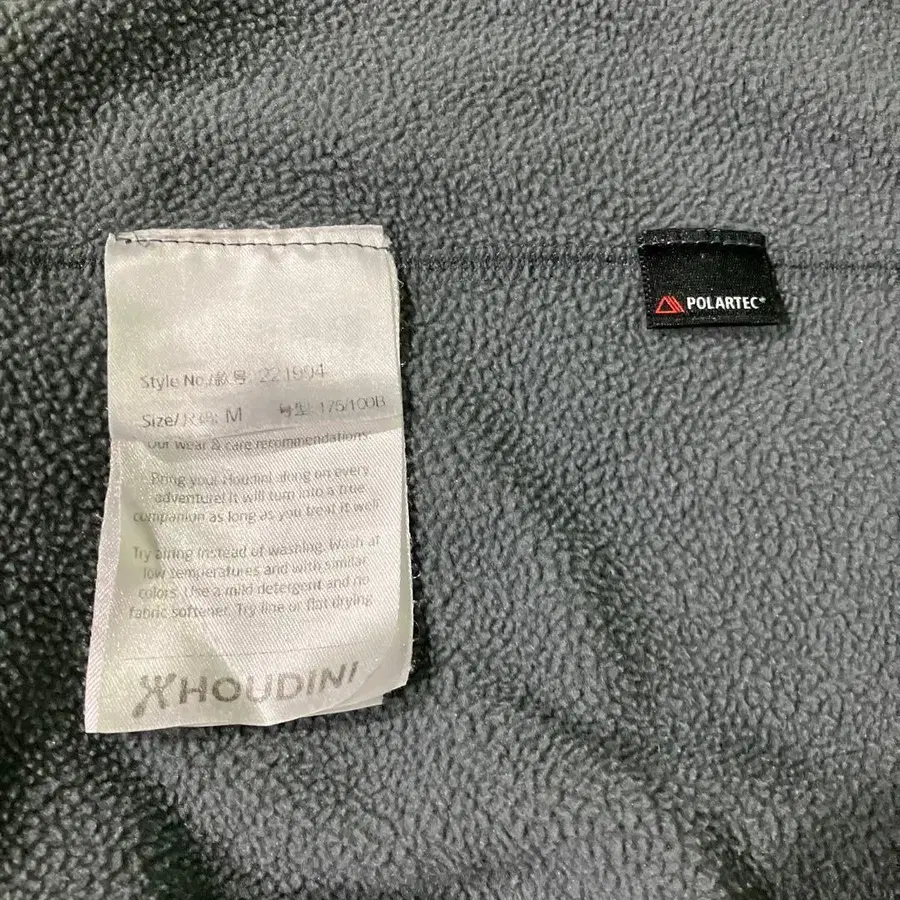 Style No./款号: 221994
Size/尺码: M 号型: 175/100B
Our wear & care recommendations
Bring your Houdini along on every
adventure! It will turn into a true
companion as long as you treat it well.
Try airing instead of washing. Wash at
low temperatures and with similar
colors. Use a mild detergent and no
fabric softener. Try line or flat drying.
HOUDINI
POLARTEC®